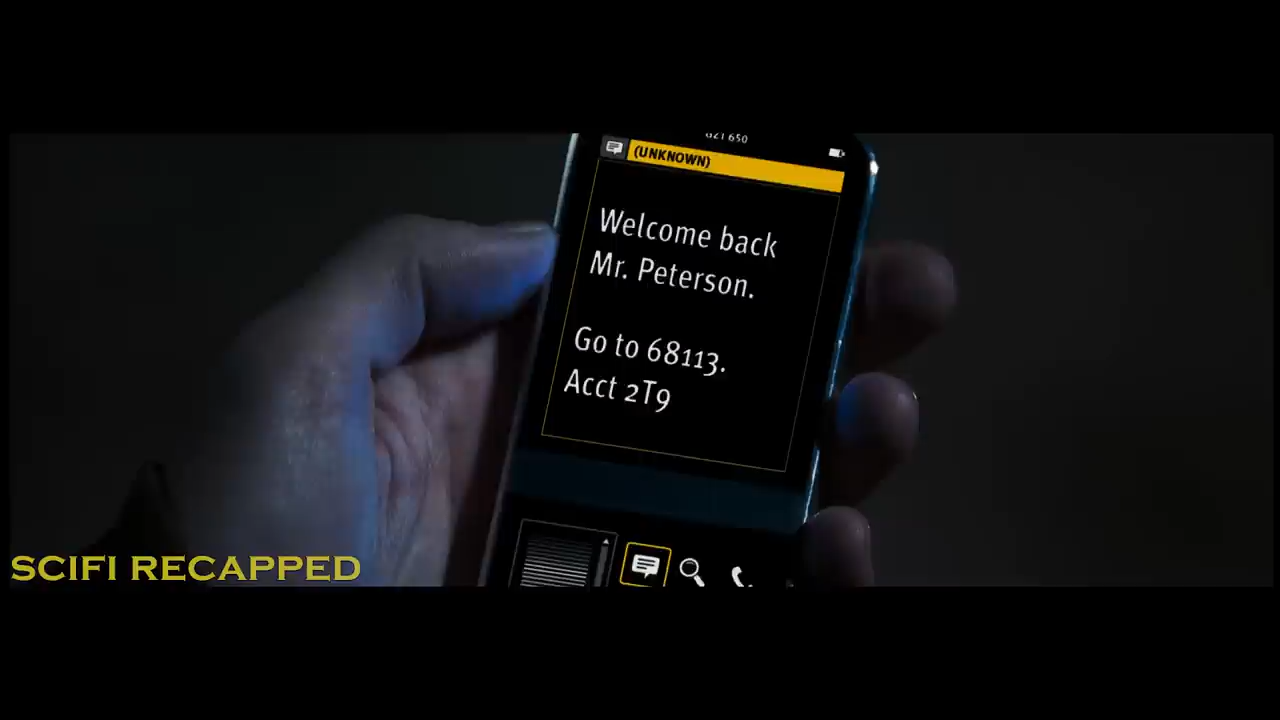 (UNKNOWN)
Welcome back
Mr. Peterson.
Go to 68113.
Acct 2T9
SCIFI RECAPPED